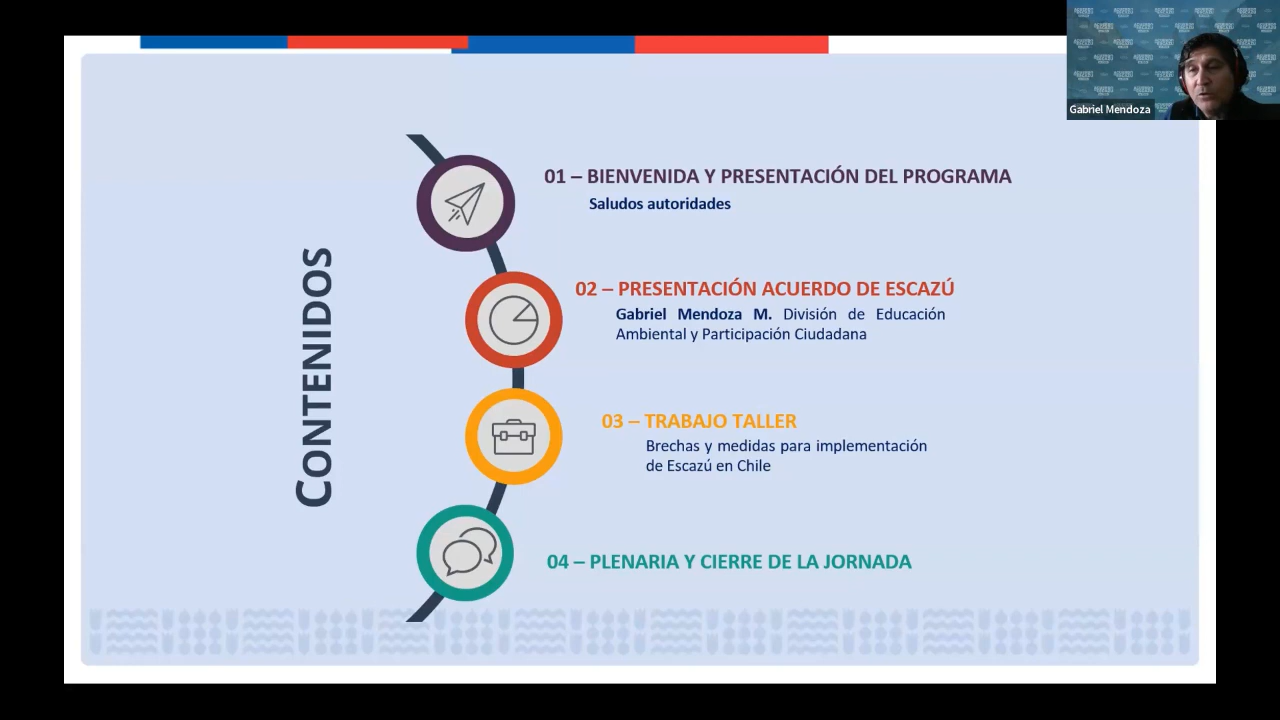 Gabriel Mendoza
CONTENIDOS
01 – BIENVENIDA Y PRESENTACIÓN DEL PROGRAMA
Saludos autoridades
02 – PRESENTACIÓN ACUERDO DE ESCAZÚ
Gabriel Mendoza M. División de Educación
Ambiental y Participación Ciudadana
03 – TRABAJO TALLER
Brechas y medidas para implementación
de Escazú en Chile
04 – PLENARIA Y CIERRE DE LA JORNADA